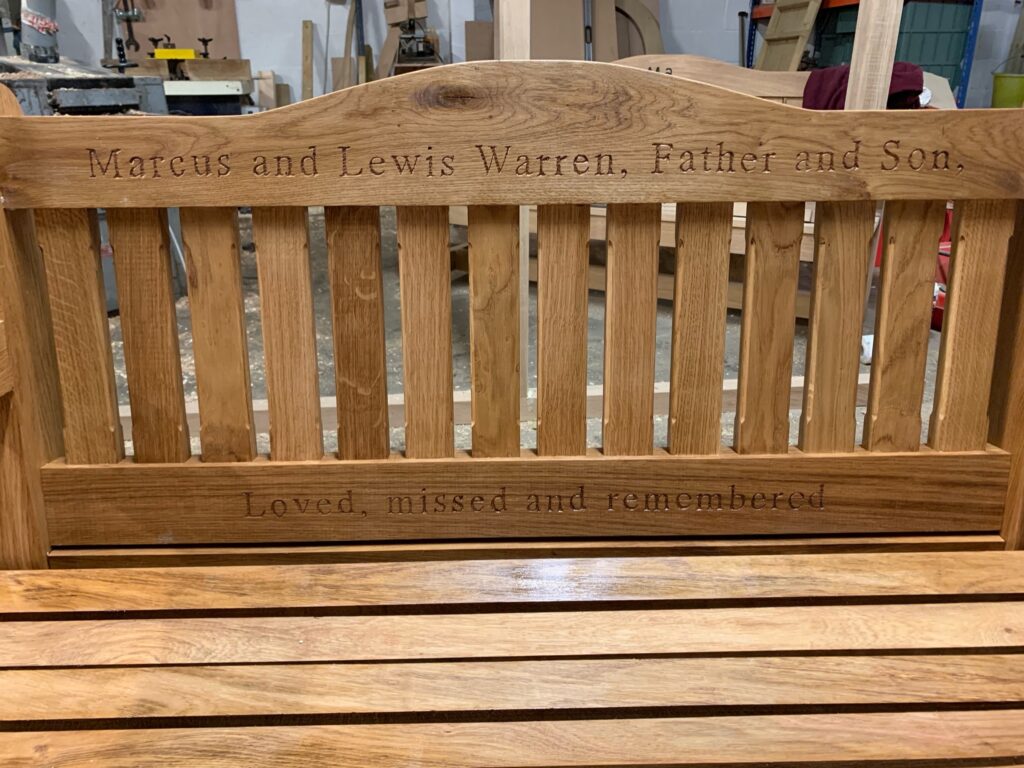 Marcus and Lewis Warren, Father and Son,
Loved, missed and remembered